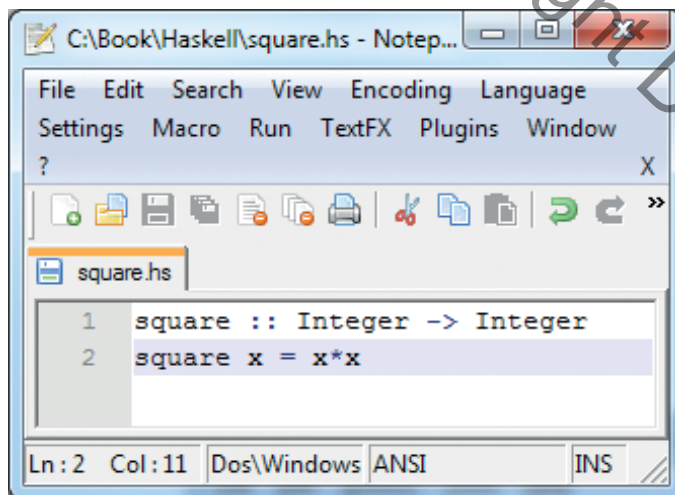 C:\Book\Haskell\square.hs - Notep...
File Edit Search View Encoding Language
Settings Macro Run TextFX Plugins Window
? X
»
square.hs
1 square :: Integer -> Integer
2 square x = x*x
Ln : 2 Col : 11 Dos\Windows ANSI INS